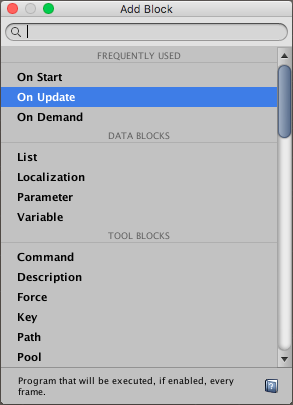 Add Block
FREQUENTLY USED
On Start
On Update
On Demand
DATA BLOCKS
List
Localization
Parameter
Variable
TOOL BLOCKS
Command
Description
Force
Key
Path
Pool
Program that will be executed, if enabled, every
frame.